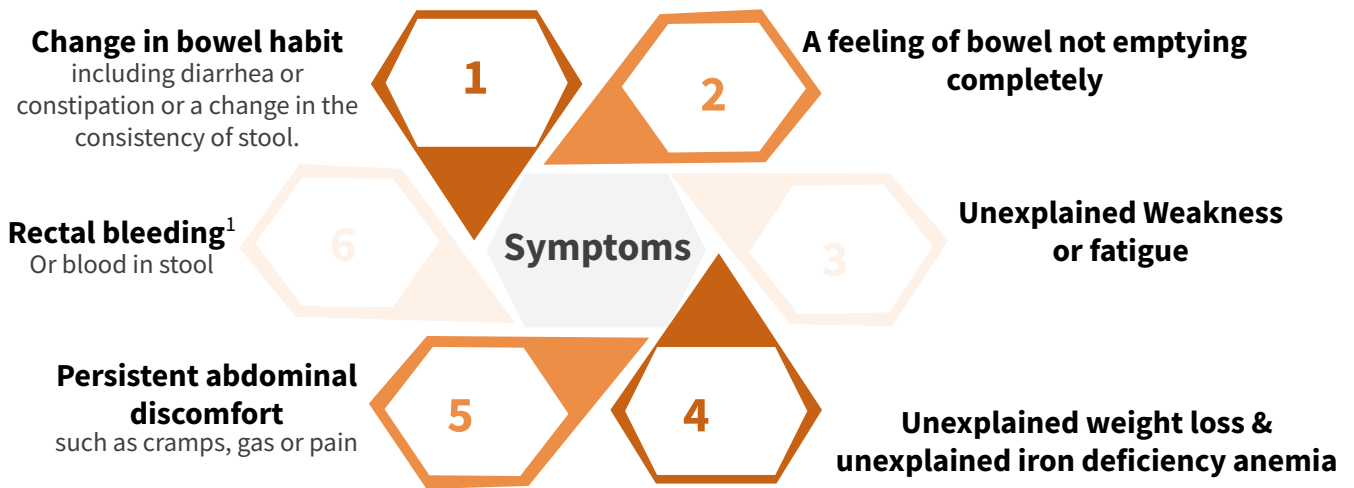 Change in bowel habit
including diarrhea or
constipation or a change in the
consistency of stool.
1
2
A feeling of bowel not emptying
completely
Rectal bleeding1
Or blood in stool
6
Symptoms
3
Unexplained Weakness
or fatigue
Persistent abdominal
discomfort
such as cramps, gas or pain
5
4
Unexplained weight loss &
unexplained iron deficiency anemia